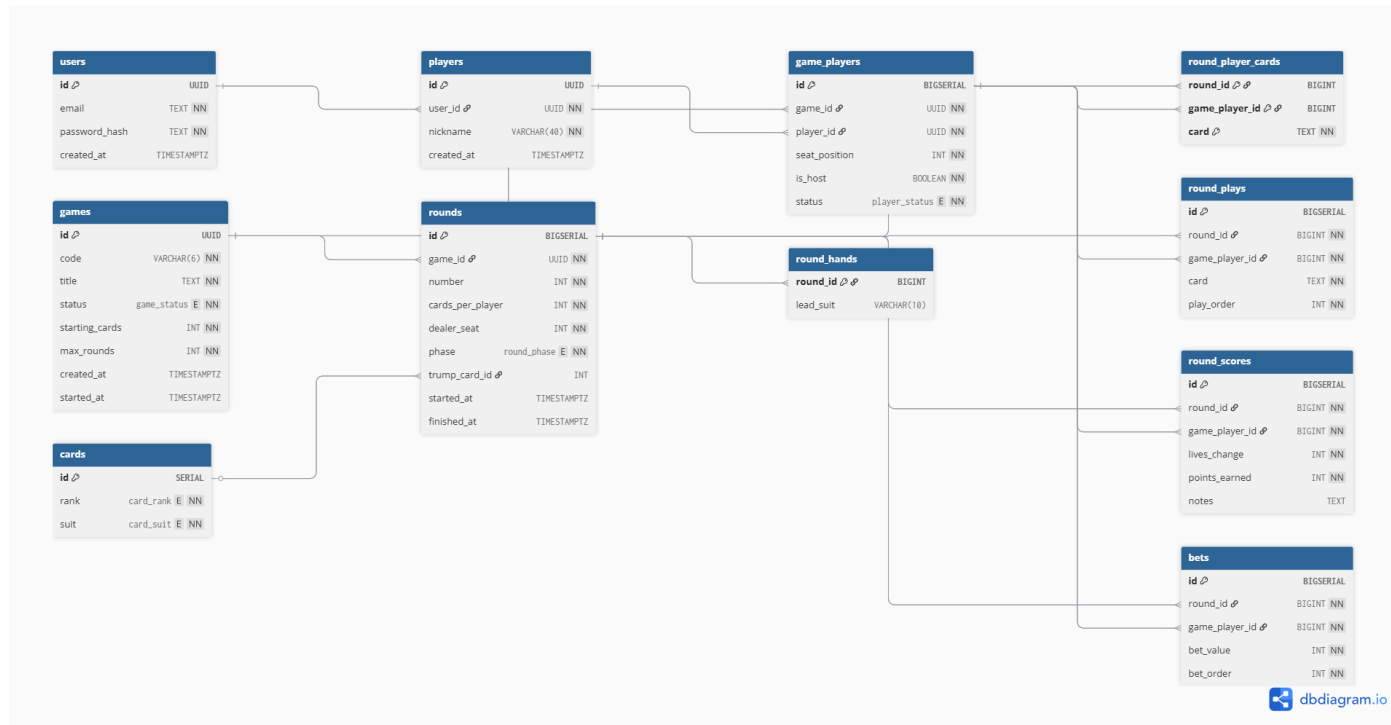 users
id UUID
email TEXT NN
password_hash TEXT NN
created_at TIMESTAMPTZ
players
id UUID
user_id UUID NN
nickname VARCHAR(40) NN
created_at TIMESTAMPTZ
game_players
id BIGSERIAL
game_id UUID NN
player_id UUID NN
seat_position INT NN
is_host BOOLEAN NN
status player_status E NN
round_player_cards
round_id BIGINT
game_player_id BIGINT
card TEXT NN
games
id UUID
code VARCHAR(6) NN
title TEXT NN
status game_status E NN
starting_cards INT NN
max_rounds INT NN
created_at TIMESTAMPTZ
started_at TIMESTAMPTZ
rounds
id BIGSERIAL
game_id UUID NN
number INT NN
cards_per_player INT NN
dealer_seat INT NN
phase round_phase E NN
trump_card_id INT
started_at TIMESTAMPTZ
finished_at TIMESTAMPTZ
round_hands
round_id BIGINT
lead_suit VARCHAR(10)
round_plays
id BIGSERIAL
round_id BIGINT NN
game_player_id BIGINT NN
card TEXT NN
play_order INT NN
cards
id SERIAL
rank card_rank E NN
suit card_suit E NN
round_scores
id BIGSERIAL
round_id BIGINT NN
game_player_id BIGINT NN
lives_change INT NN
points_earned INT NN
notes TEXT
bets
id BIGSERIAL
round_id BIGINT NN
game_player_id BIGINT NN
bet_value INT NN
bet_order INT NN
dbdiagram.io